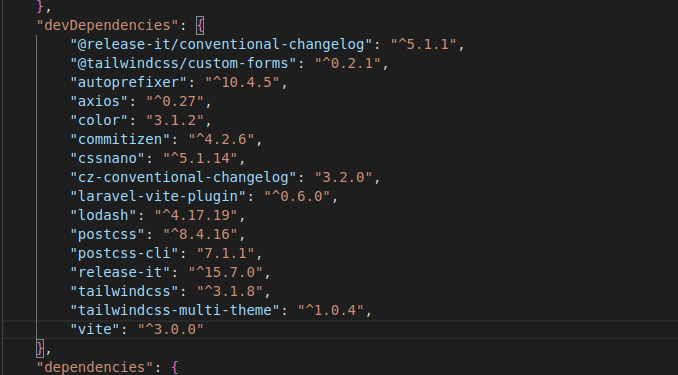 },
"devDependencies": {
"@release-it/conventional-changelog": "^5.1.1",
"@tailwindcss/custom-forms": "^0.2.1",
"autoprefixer": "^10.4.5",
"axios": "^0.27",
"color": "3.1.2",
"commitizen": "^4.2.6",
"cssnano": "^5.1.14",
"cz-conventional-changelog": "3.2.0",
"laravel-vite-plugin": "^0.6.0",
"lodash": "^4.17.19",
"postcss": "^8.4.16",
"postcss-cli": "7.1.1",
"release-it": "^15.7.0",
"tailwindcss": "^3.1.8",
"tailwindcss-multi-theme": "^1.0.4",
"vite": "^3.0.0"
},
"dependencies": {